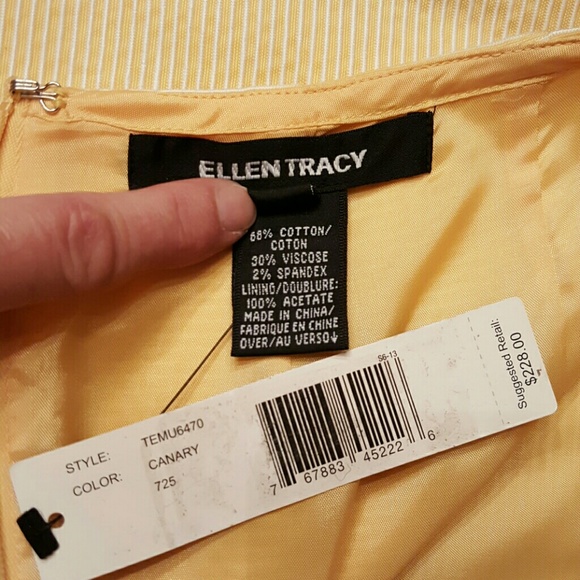 ELLEN TRACY
68% COTTON/
COTON
30% VISCOSE
2% SPANDEX
LINING/DOUBLURE:
100% ACETATE
MADE IN CHINA/
FABRIQUE EN CHINE
OVER/AU VERSO↓
STYLE: TEMU6470
COLOR: CANARY
725
S6-13
7 67883 45222 6
Suggested Retail:
$228.00